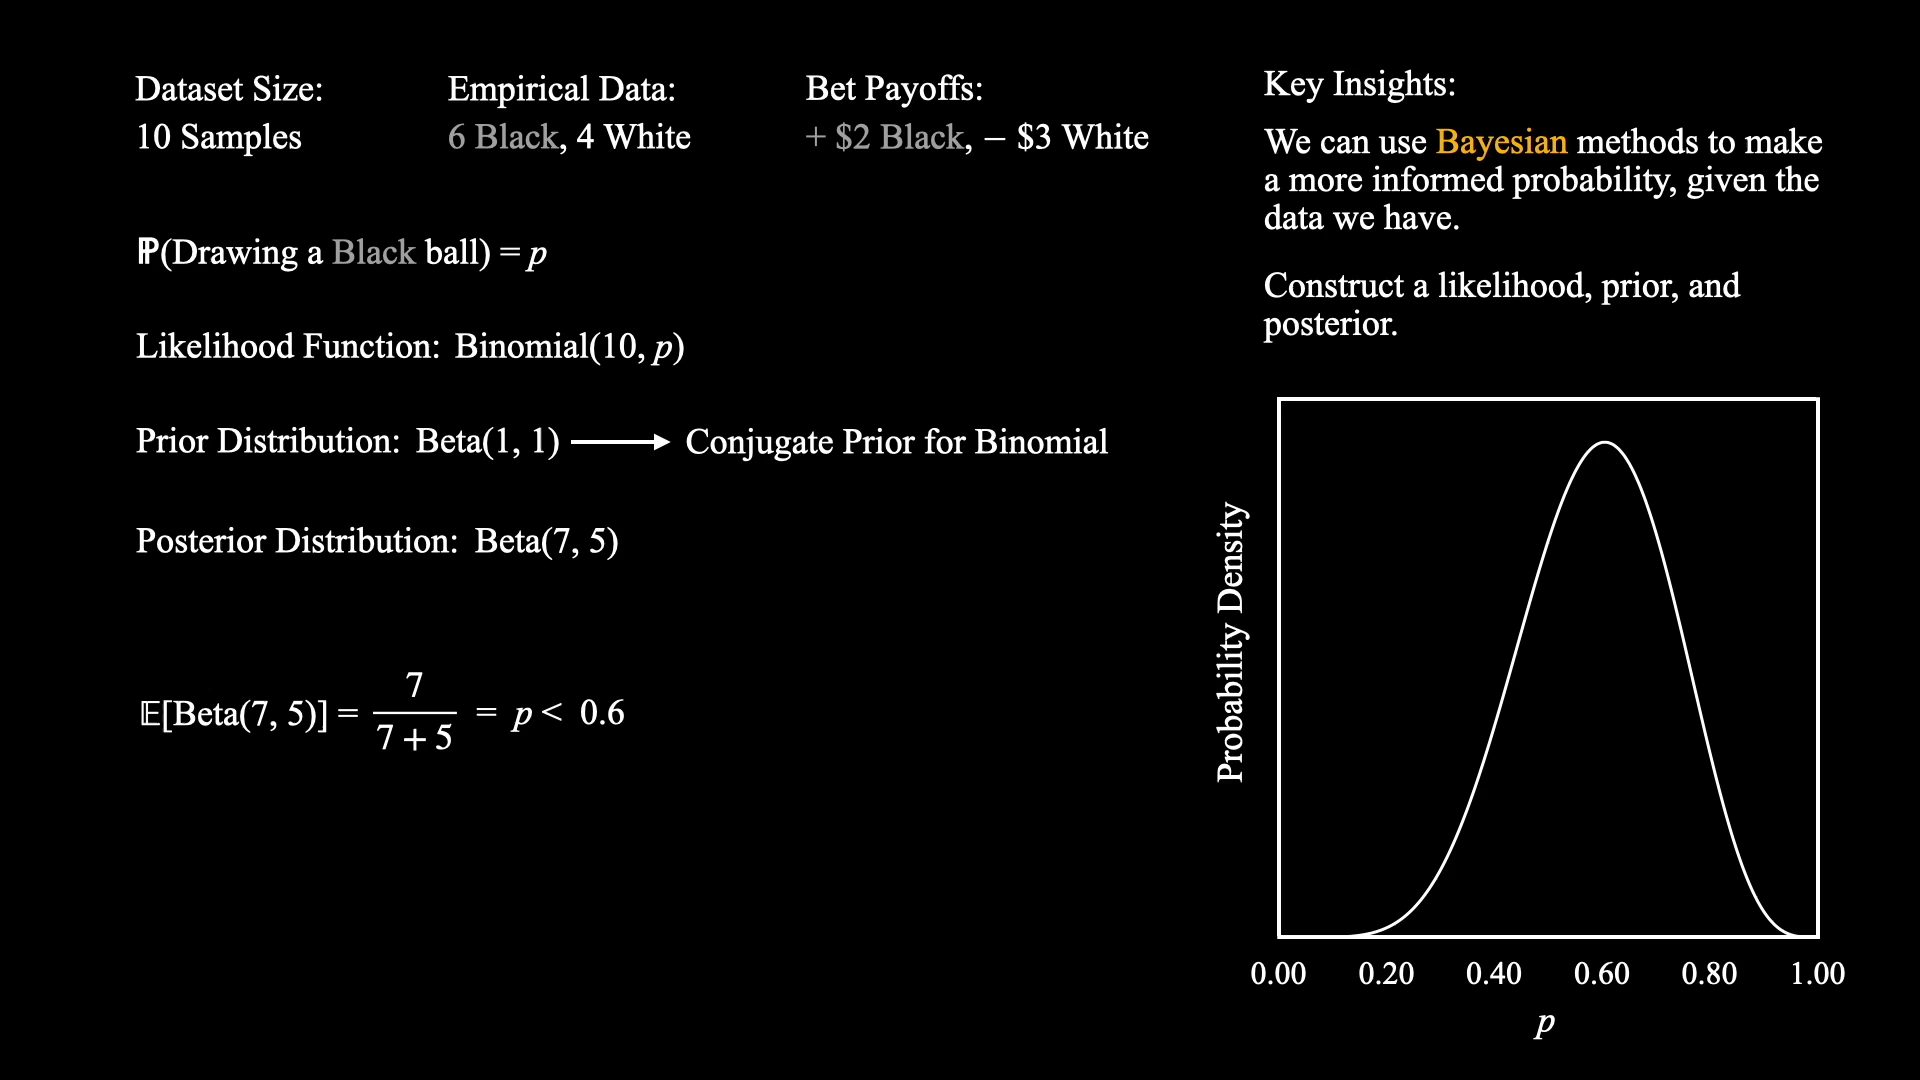 Dataset Size:
10 Samples
Empirical Data:
6 Black, 4 White
Bet Payoffs:
+ $2 Black, – $3 White
ℙ(Drawing a Black ball) = p
Likelihood Function: Binomial(10, p)
Prior Distribution: Beta(1, 1) ⟶ Conjugate Prior for Binomial
Posterior Distribution: Beta(7, 5)
𝔼[Beta(7, 5)] = 7 / (7 + 5) = p < 0.6
Key Insights:
We can use Bayesian methods to make
a more informed probability, given the
data we have.
Construct a likelihood, prior, and
posterior.
Probability Density
0.00 0.20 0.40 0.60 0.80 1.00
p